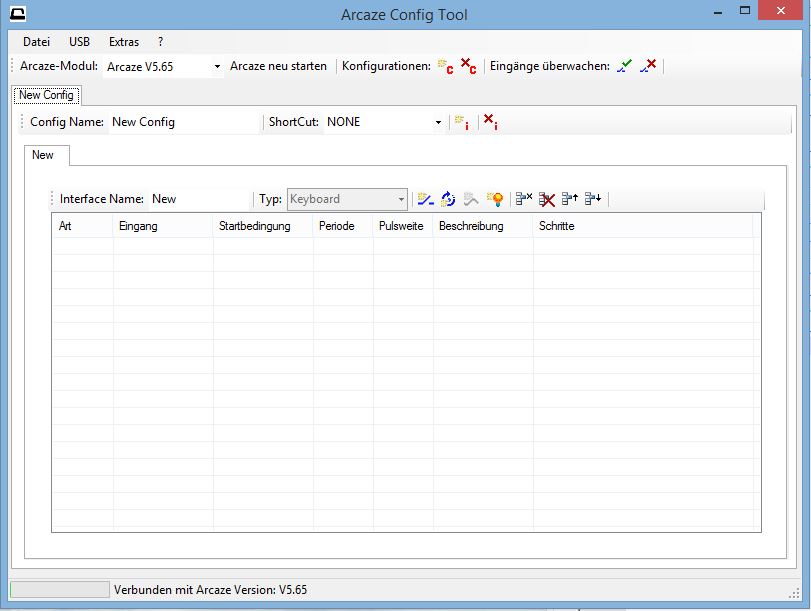 Arcaze Config Tool
Datei USB Extras ?
Arcaze-Modul: Arcaze V5.65 Arcaze neu starten Konfigurationen: c c Eingänge überwachen:
New Config
Config Name: New Config ShortCut: NONE i i
New
Interface Name: New Typ: Keyboard
Art Eingang Startbedingung Periode Pulsweite Beschreibung Schritte
Verbunden mit Arcaze Version: V5.65